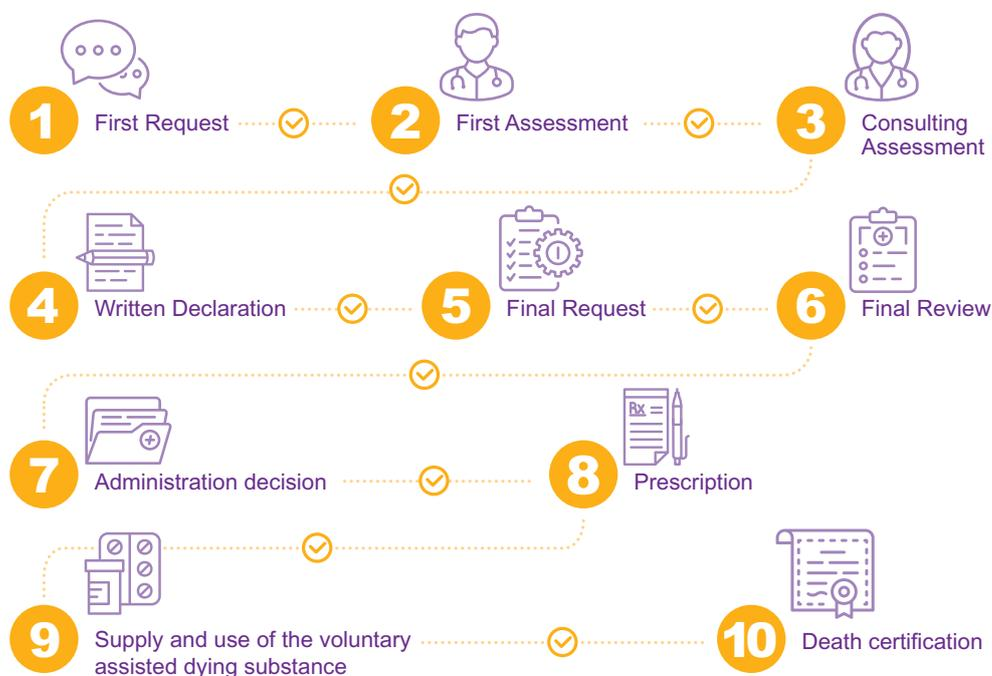 1 First Request
2 First Assessment
3 Consulting
Assessment
4 Written Declaration
5 Final Request
6 Final Review
7 Administration decision
Rx
8 Prescription
9 Supply and use of the voluntary
assisted dying substance
10 Death certification